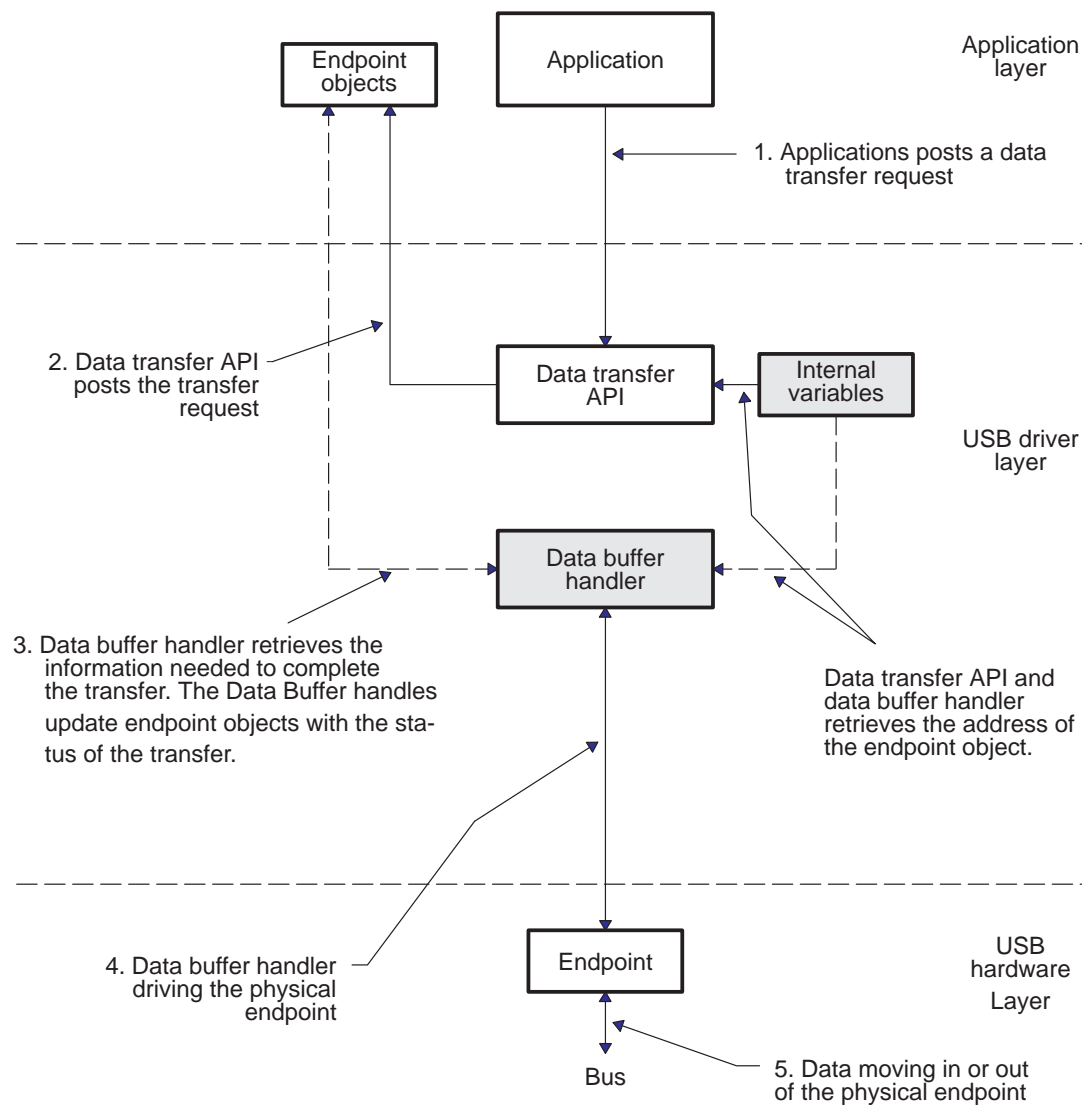 Endpoint
objects
Application
Application
layer
1. Applications posts a data
transfer request
2. Data transfer API
posts the transfer
request
Data transfer
API
Internal
variables
USB driver
layer
Data buffer
handler
3. Data buffer handler retrieves the
information needed to complete
the transfer. The Data Buffer handles
update endpoint objects with the sta-
tus of the transfer.
Data transfer API and
data buffer handler
retrieves the address of
the endpoint object.
4. Data buffer handler
driving the physical
endpoint
Endpoint
USB
hardware
Layer
Bus
5. Data moving in or out
of the physical endpoint